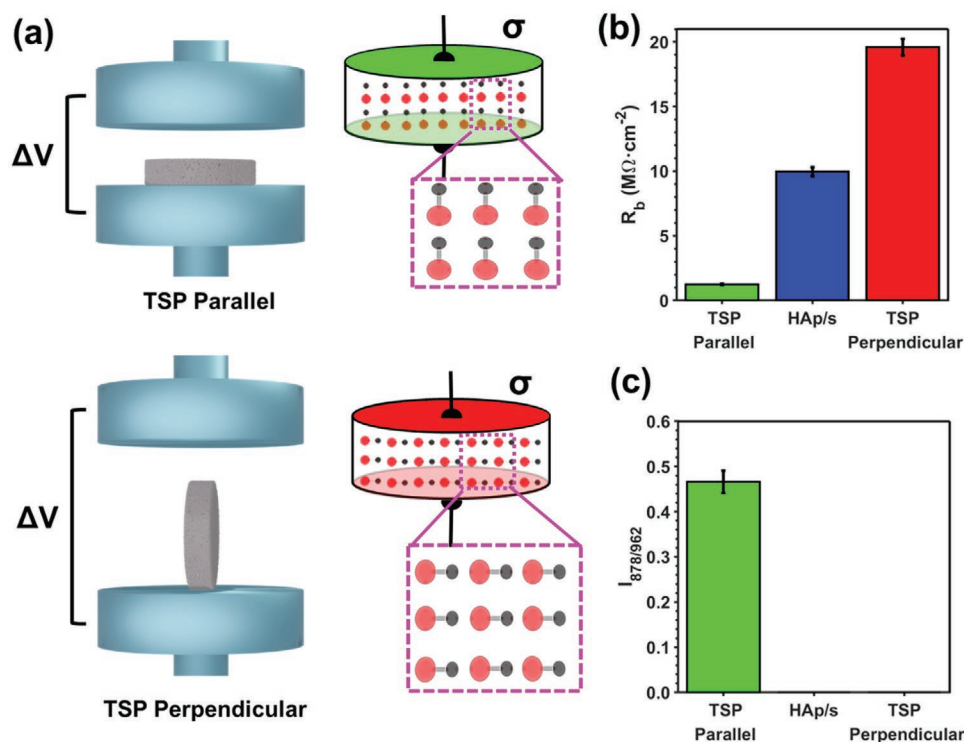 (a)
ΔV
TSP Parallel
σ
ΔV
TSP Perpendicular
σ
(b)
R_b (MΩ·cm⁻²)
20
15
10
5
0
TSP Parallel
HAp/s
TSP Perpendicular
(c)
I_878/962
0.6
0.5
0.4
0.3
0.2
0.1
0.0
TSP Parallel
HAp/s
TSP Perpendicular